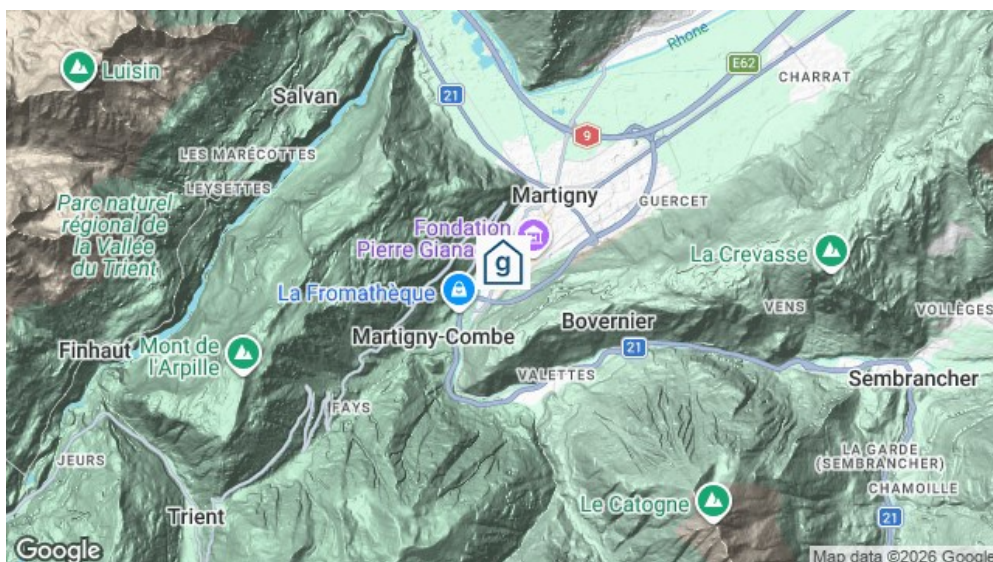 Luisin
Salvan
LES MARÉCOTTES
LEYSETTES
Parc naturel
régional de
la Vallée
du Trient
21
Rhone
E62
CHARRAT
9
Martigny
GUERCET
Fondation
Pierre Giana
g
La Fromathèque
La Crevasse
VENS
VOLLÈGES
Finhaut
Mont de
l'Arpille
Martigny-Combe
Bovernier
21
VALETTES
Sembrancher
FAYS
JEURS
Trient
LA GARDE
(SEMBRANCHER)
CHAMOILLE
Le Catogne
21
Google
Map data ©2026 Google